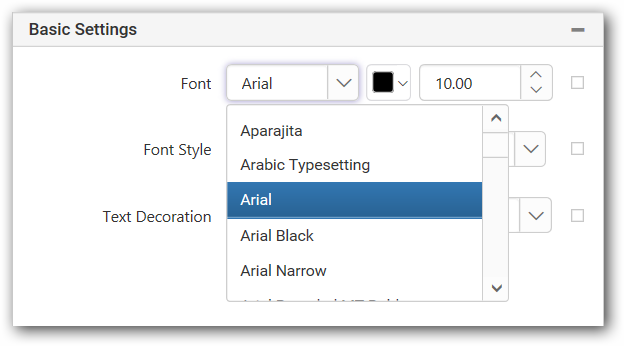 Basic Settings
Font Arial 10.00
Aparajita
Font Style
Arabic Typesetting
Arial
Text Decoration
Arial Black
Arial Narrow